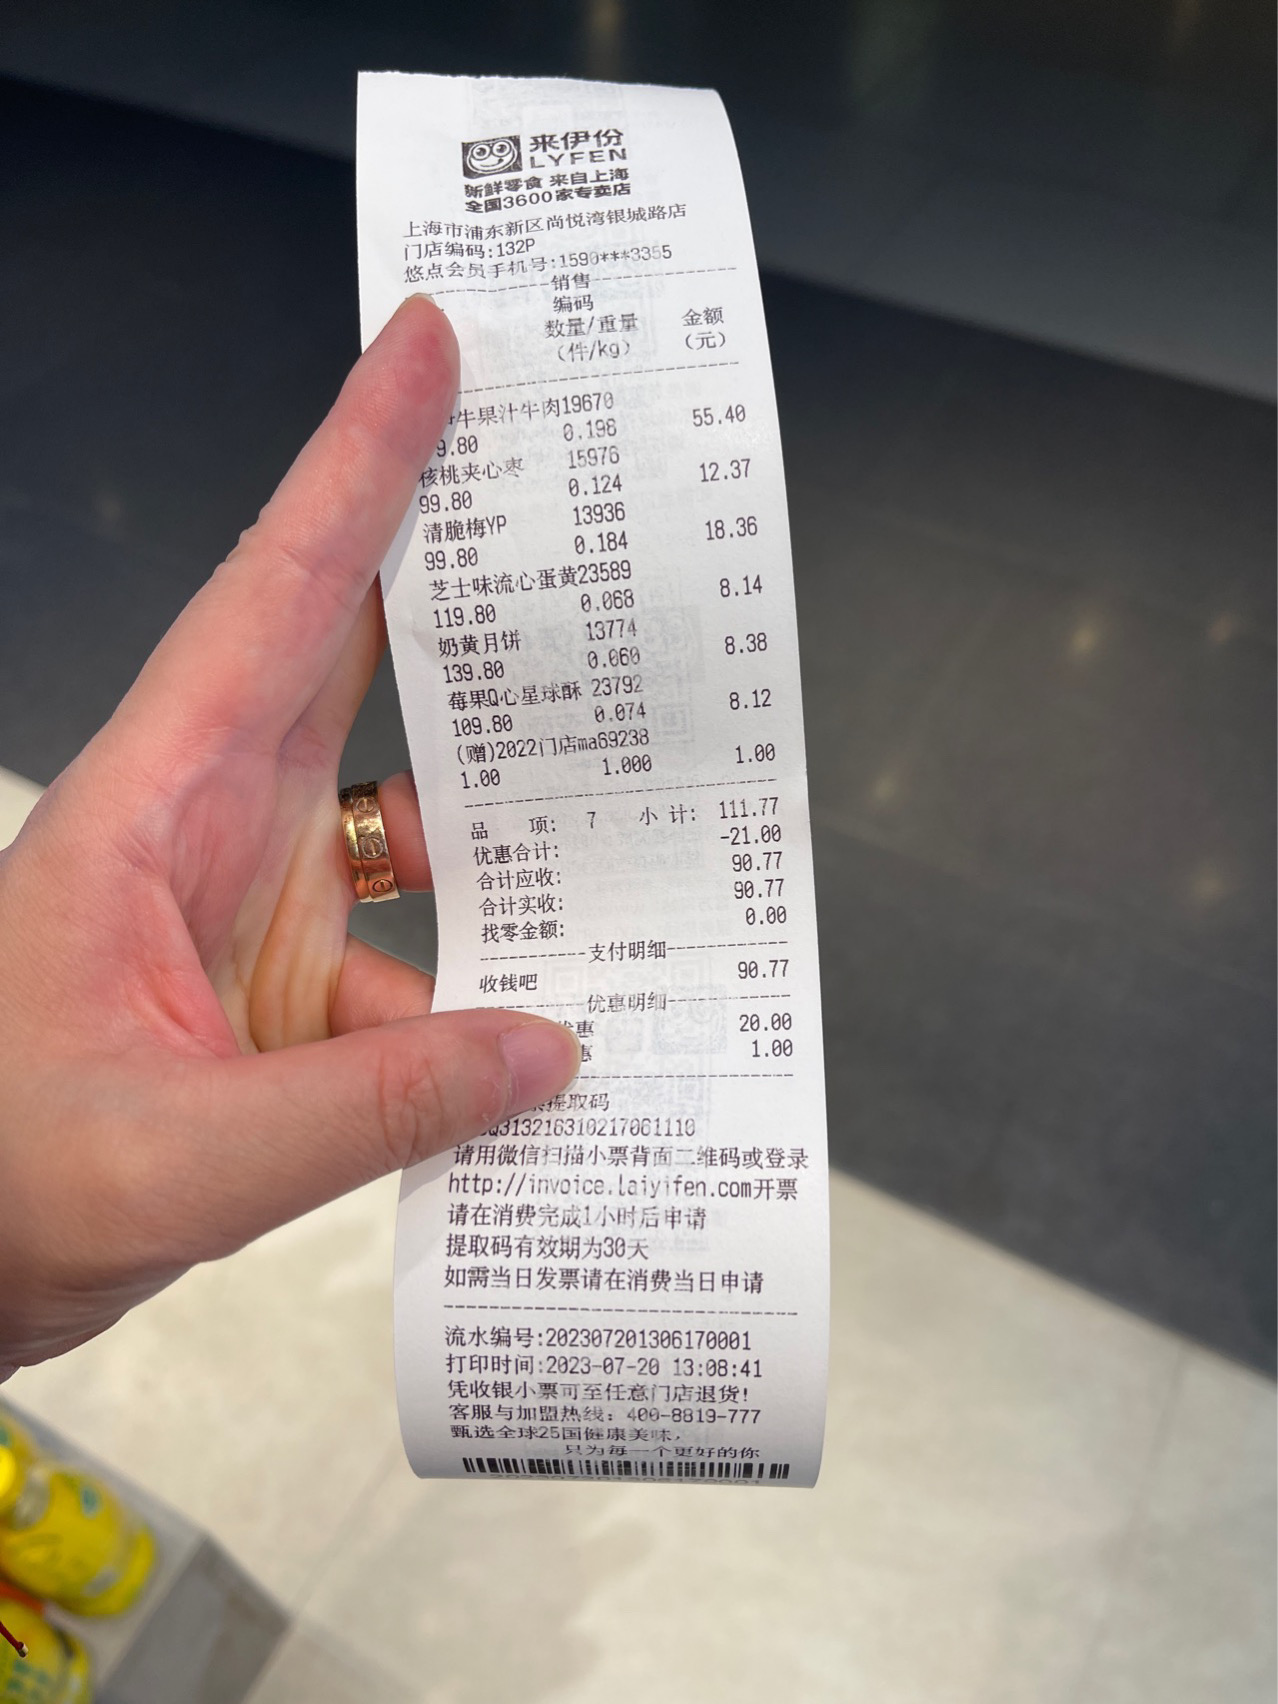 来伊份
LYFEN
新鲜零食 来自上海
全国3600家专卖店
上海市浦东新区尚悦湾银城路店
门店编码:132P
悠点会员手机号:1590***3355
销售
编码
数量/重量 金额
(件/kg) (元)
牛果汁牛肉19670
9.80 0.198 55.40
核桃夹心枣 15976
99.80 0.124 12.37
清脆梅YP 13936
99.80 0.184 18.36
芝士味流心蛋黄23589
119.80 0.068 8.14
奶黄月饼 13774
139.80 0.060 8.38
莓果Q心星球酥 23792
109.80 0.074 8.12
(赠)2022门店ma69238
1.00 1.000 1.00
品 项: 7 小 计: 111.77
优惠合计: -21.00
合计应收: 90.77
合计实收: 90.77
找零金额: 0.00
支付明细
收钱吧 90.77
优惠明细
惠 20.00
惠 1.00
提取码
Q313216310217061110
请用微信扫描小票背面二维码或登录
http://invoice.laiyifen.com开票
请在消费完成1小时后申请
提取码有效期为30天
如需当日发票请在消费当日申请
流水编号:202307201306170001
打印时间:2023-07-20 13:08:41
凭收银小票可至任意门店退货!
客服与加盟热线: 400-8819-777
甄选全球25国健康美味,
只为每一个更好的你